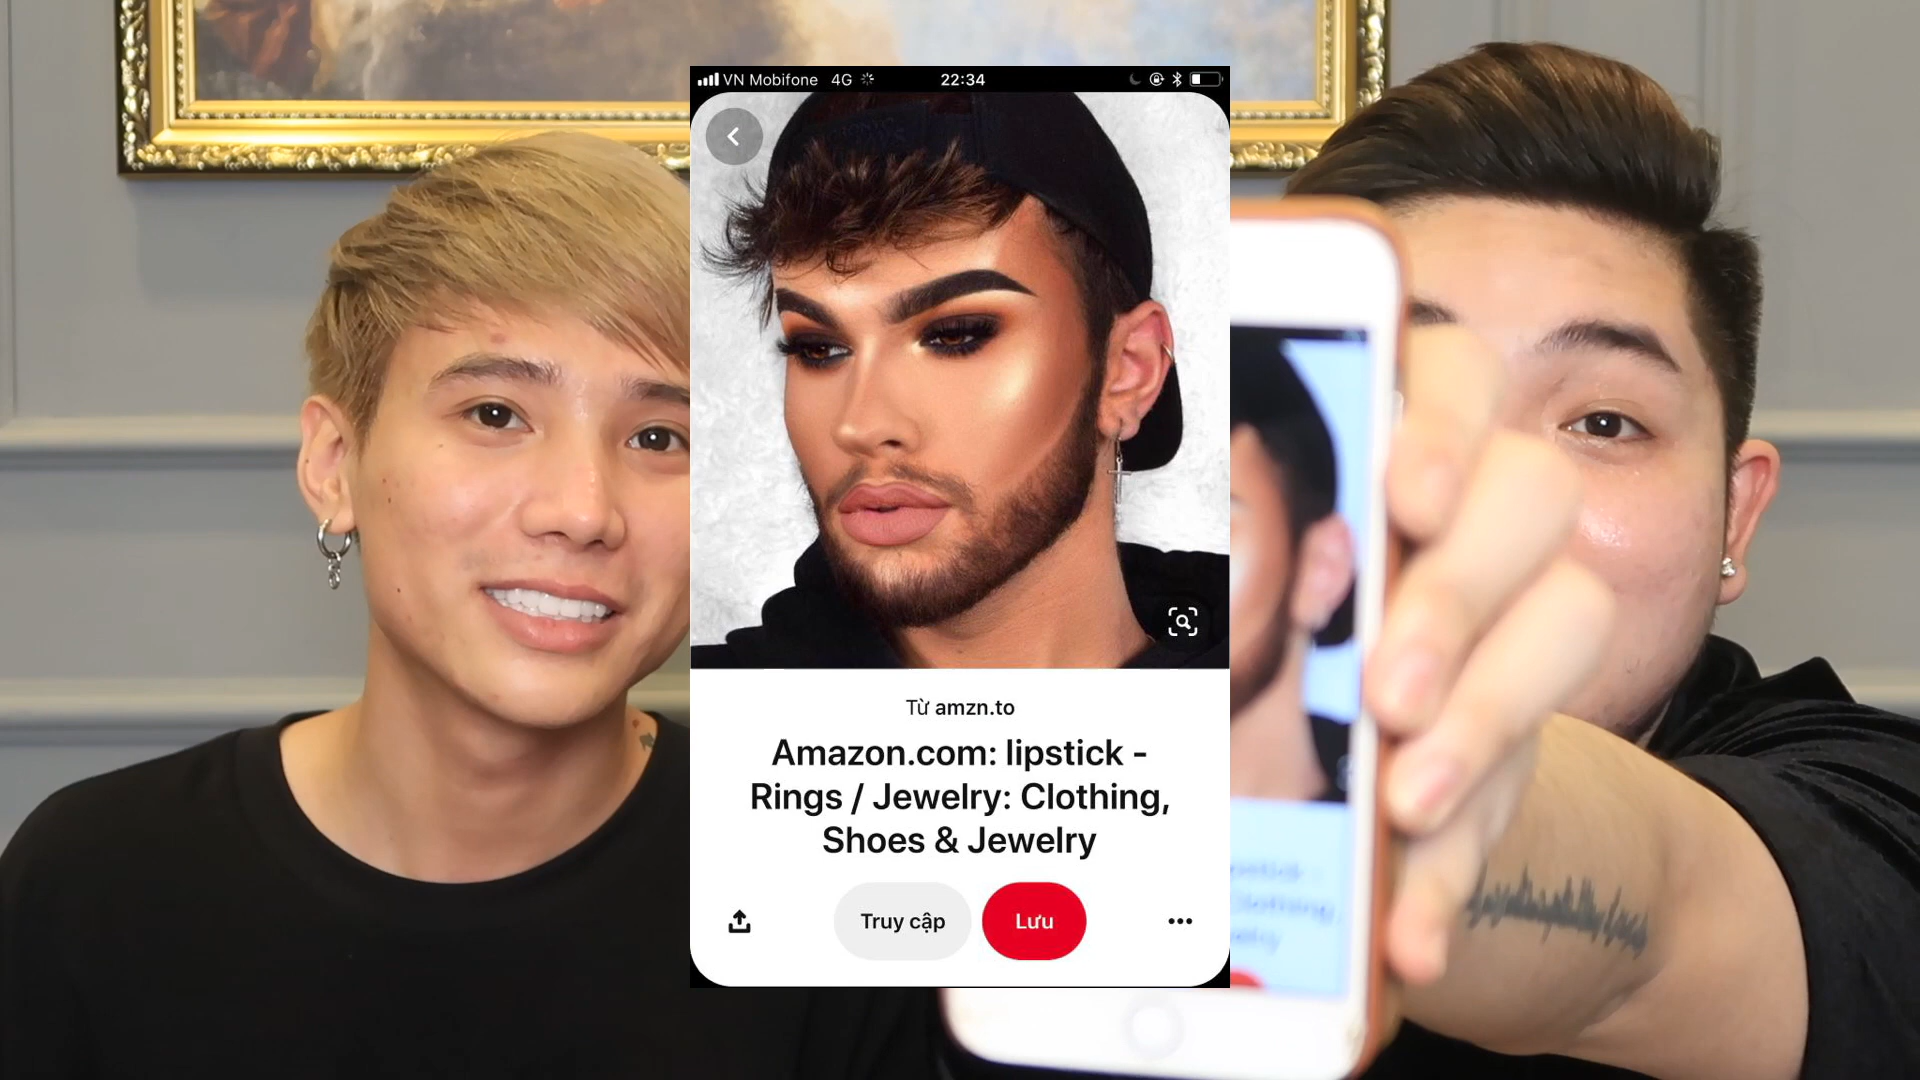 VN Mobifone 4G 22:34
Từ amzn.to
Amazon.com: lipstick -
Rings / Jewelry: Clothing,
Shoes & Jewelry
Truy cập Lưu